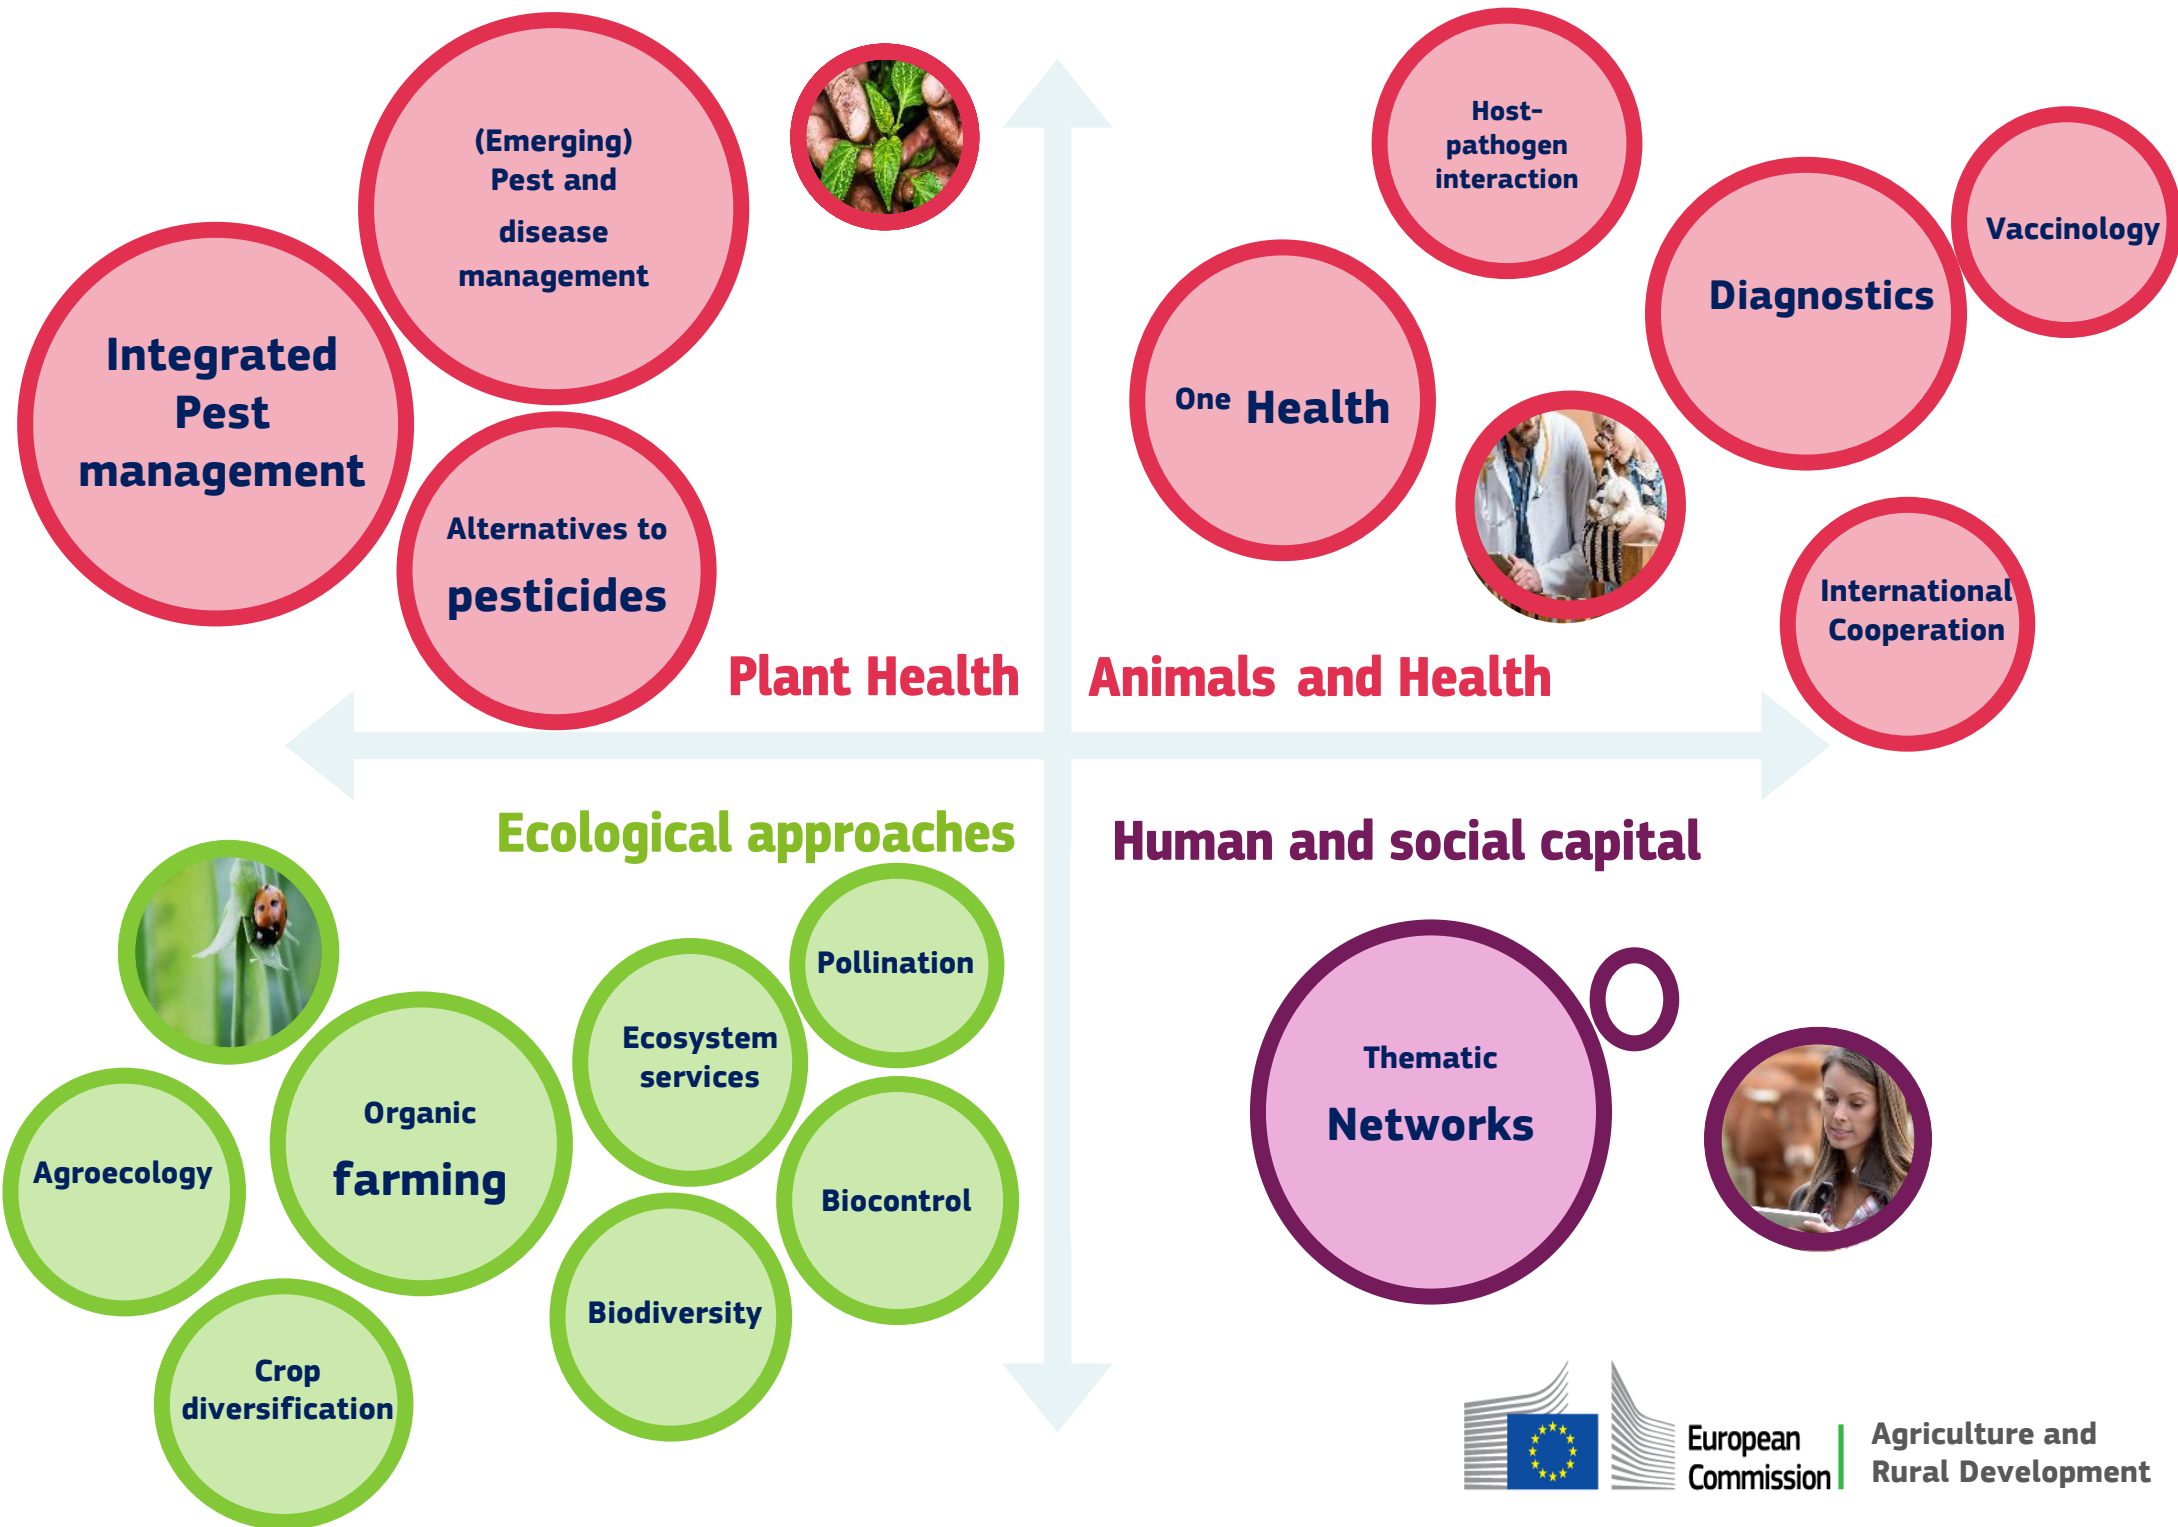 (Emerging)
Pest and
disease
management
Integrated
Pest
management
Alternatives to
pesticides
Plant Health
Host-
pathogen
interaction
Vaccinology
Diagnostics
One Health
International
Cooperation
Animals and Health
Ecological approaches
Pollination
Ecosystem
services
Organic
farming
Agroecology
Biocontrol
Biodiversity
Crop
diversification
Human and social capital
Thematic
Networks
European
Commission
Agriculture and
Rural Development